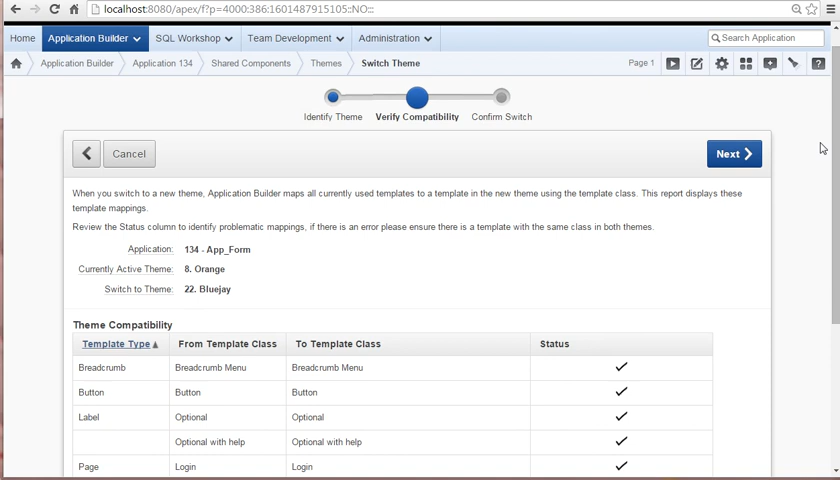 localhost:8080/apex/f?p=4000:386:1601487915105::NO:::
Home Application Builder SQL Workshop Team Development Administration Search Application
Application Builder Application 134 Shared Components Themes Switch Theme Page 1
Identify Theme Verify Compatibility Confirm Switch
Cancel Next
When you switch to a new theme, Application Builder maps all currently used templates to a template in the new theme using the template class. This report displays these
template mappings.
Review the Status column to identify problematic mappings, if there is an error please ensure there is a template with the same class in both themes.
Application: 134 - App_Form
Currently Active Theme: 8. Orange
Switch to Theme: 22. Bluejay
Theme Compatibility
Template Type From Template Class To Template Class Status
Breadcrumb Breadcrumb Menu Breadcrumb Menu
Button Button Button
Label Optional Optional
Optional with help Optional with help
Page Login Login